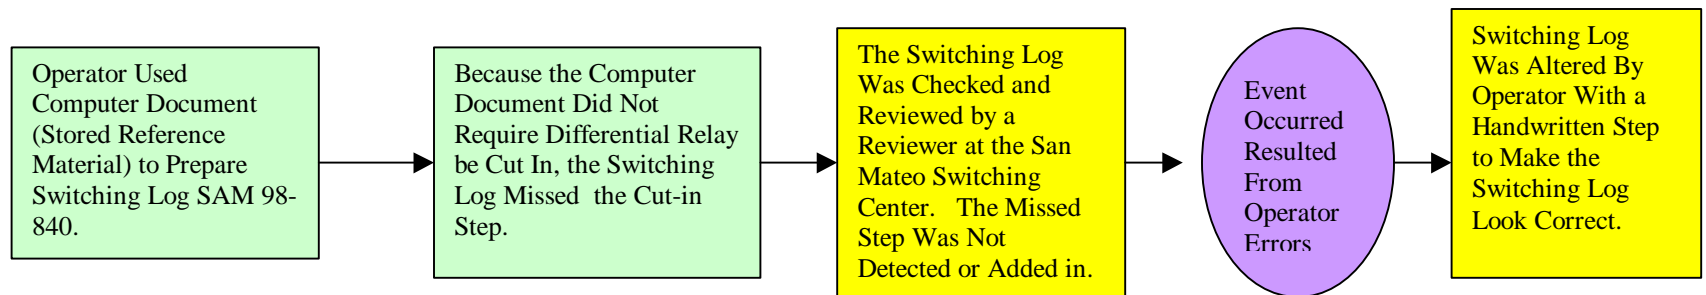 Operator Used
Computer Document
(Stored Reference
Material) to Prepare
Switching Log SAM 98-
840.
Because the Computer
Document Did Not
Require Differential Relay
be Cut In, the Switching
Log Missed the Cut-in
Step.
The Switching Log
Was Checked and
Reviewed by a
Reviewer at the San
Mateo Switching
Center. The Missed
Step Was Not
Detected or Added in.
Event
Occurred
Resulted
From
Operator
Errors
Switching Log
Was Altered By
Operator With a
Handwritten Step
to Make the
Switching Log
Look Correct.